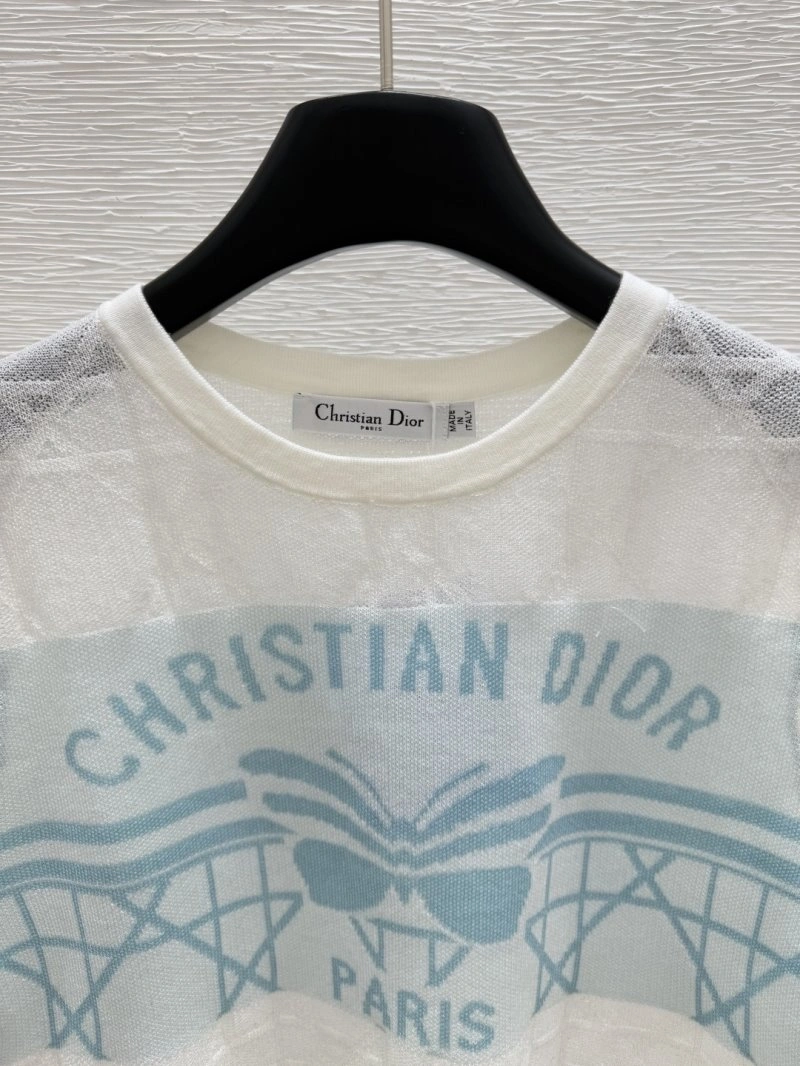 Christian Dior
PARIS
MADE
IN
ITALY
CHRISTIAN DIOR
PARIS